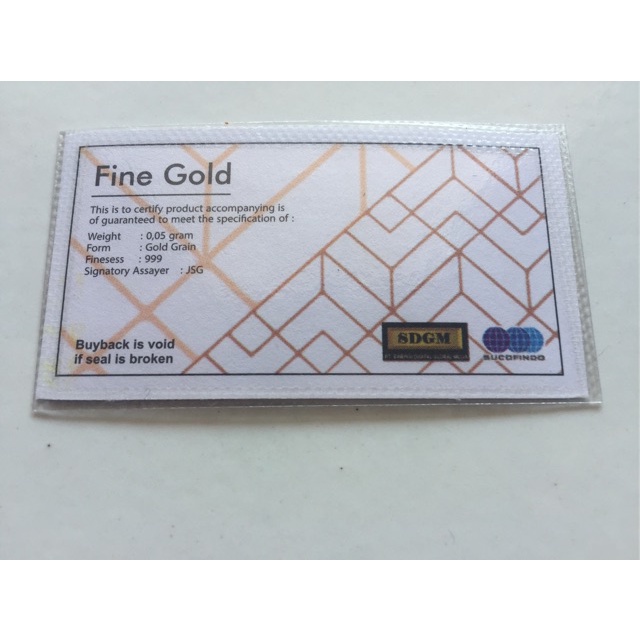 Fine Gold
This is to certify product accompanying is
of guaranteed to meet the specification of :
Weight : 0,05 gram
Form : Gold Grain
Finesess : 999
Signatory Assayer : JSG
Buyback is void
if seal is broken
SDGM
SUCOFINDO